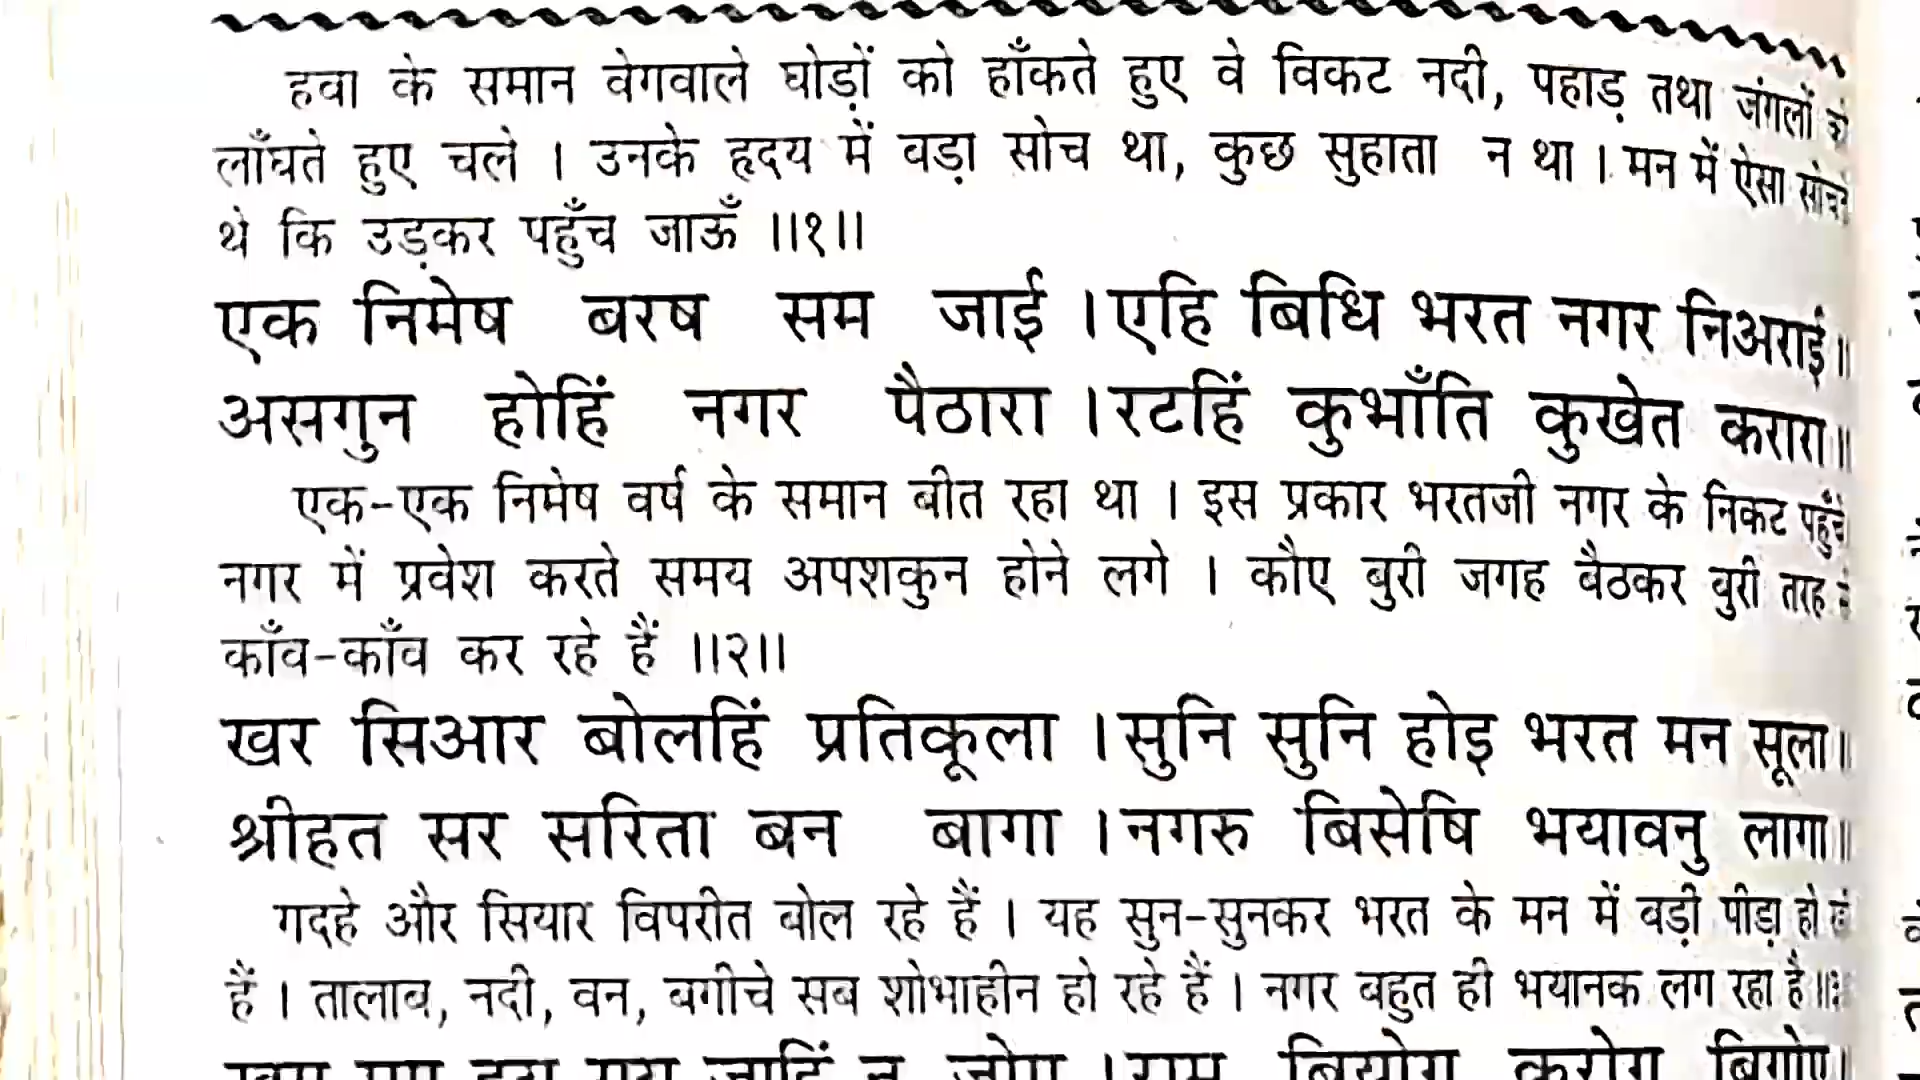 हवा के समान वेगवाले घोड़ों को हाँकते हुए वे विकट नदी, पहाड़ तथा जंगलों को
लाँघते हुए चले । उनके हृदय में बड़ा सोच था, कुछ सुहाता न था । मन में ऐसा सोचते
थे कि उड़कर पहुँच जाऊँ ॥१॥
एक निमेष बरष सम जाई । एहि बिधि भरत नगर निअराई ॥
असगुन होहिं नगर पैठारा । रटहिं कुभाँति कुखेत करारा ॥
एक-एक निमेष वर्ष के समान बीत रहा था । इस प्रकार भरतजी नगर के निकट पहुँचे
नगर में प्रवेश करते समय अपशकुन होने लगे । कौए बुरी जगह बैठकर बुरी तरह से
काँव-काँव कर रहे हैं ॥२॥
खर सिआर बोलहिं प्रतिकूला । सुनि सुनि होइ भरत मन सूला ॥
श्रीहत सर सरिता बन बागा । नगरु बिसेषि भयावनु लागा ॥
गदहे और सियार विपरीत बोल रहे हैं । यह सुन-सुनकर भरत के मन में बड़ी पीड़ा हो
हैं । तालाब, नदी, वन, बगीचे सब शोभाहीन हो रहे हैं । नगर बहुत ही भयानक लग रहा है